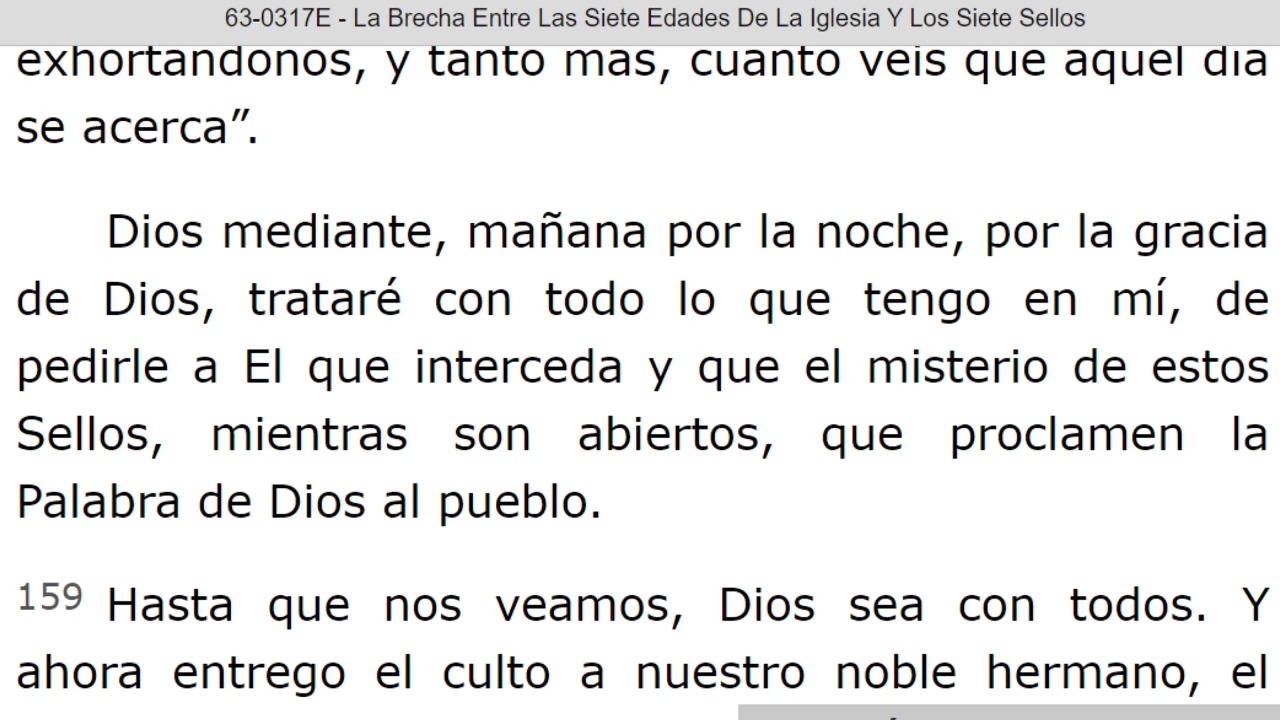 63-0317E - La Brecha Entre Las Siete Edades De La Iglesia Y Los Siete Sellos
exhortándonos, y tanto más, cuanto veis que aquel día
se acerca”.
Dios mediante, mañana por la noche, por la gracia
de Dios, trataré con todo lo que tengo en mí, de
pedirle a El que interceda y que el misterio de estos
Sellos, mientras son abiertos, que proclamen la
Palabra de Dios al pueblo.
159 Hasta que nos veamos, Dios sea con todos. Y
ahora entrego el culto a nuestro noble hermano, el